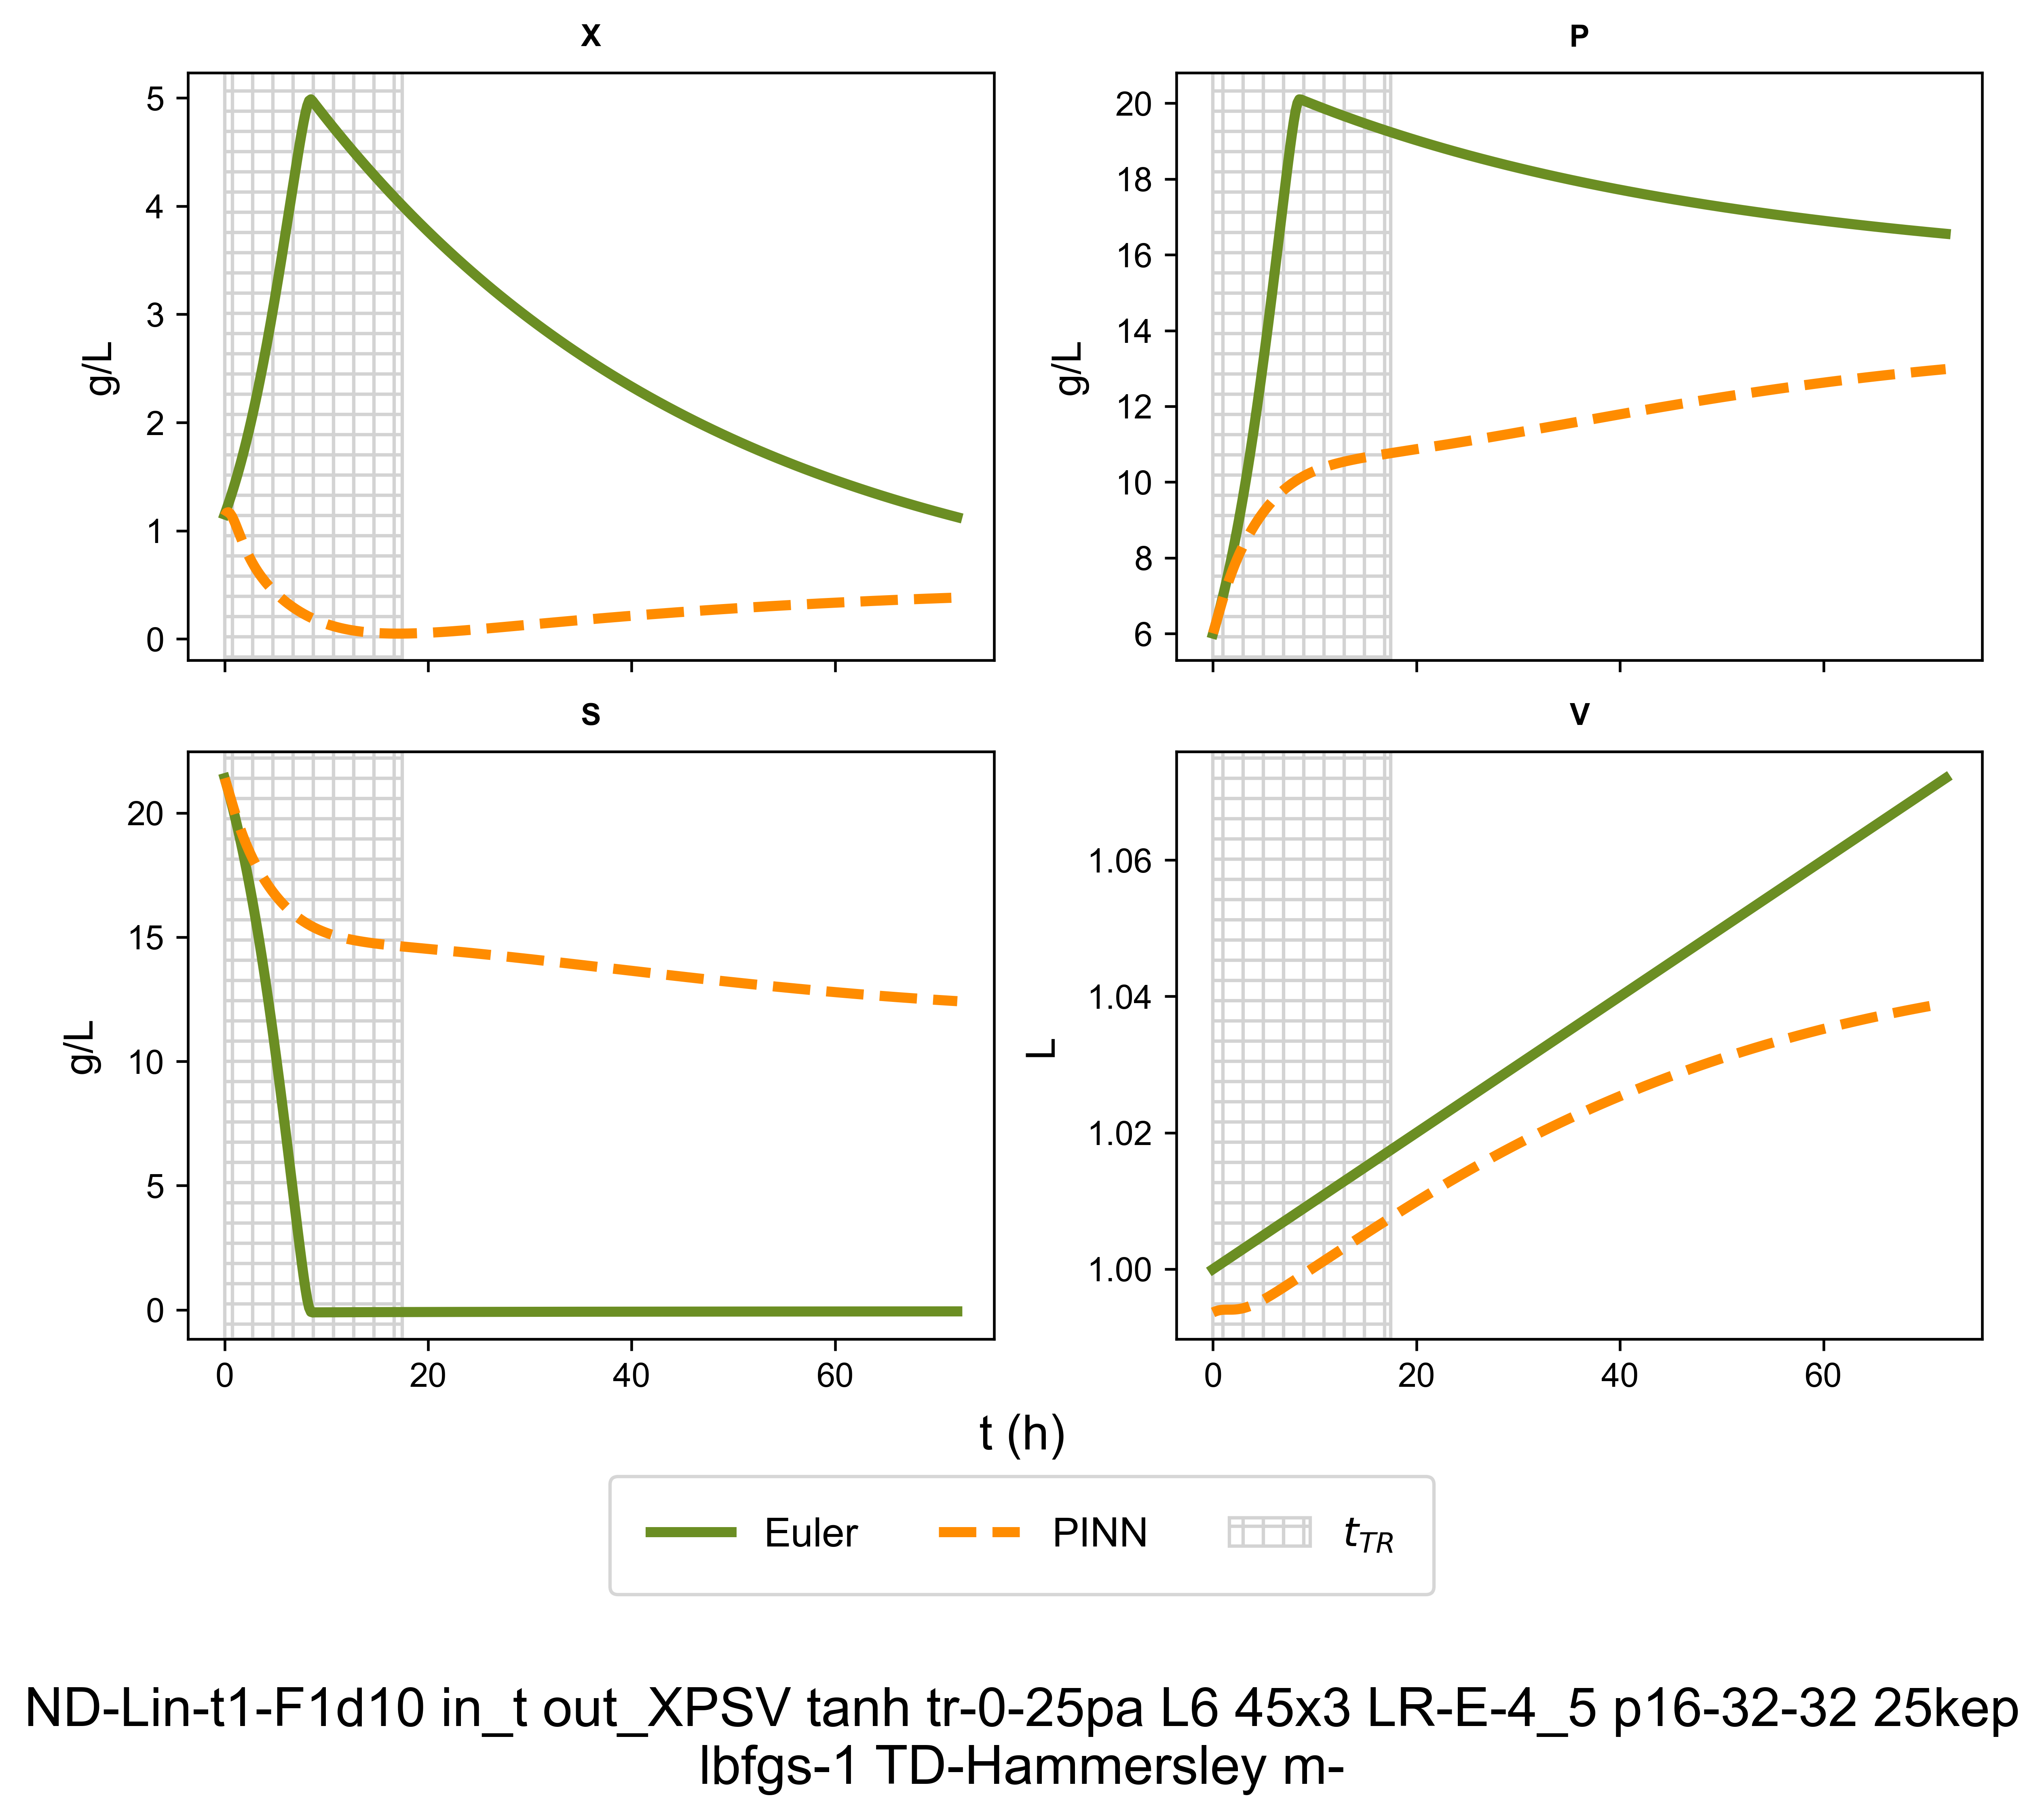 X
P
5
4
3
2
1
0
g/L
20
18
16
14
12
10
8
6
g/L
S
V
20
15
10
5
0
g/L
0
20
40
60
1.06
1.04
1.02
1.00
L
0
20
40
60
t (h)
Euler
PINN
t_TR
ND-Lin-t1-F1d10 in_t out_XPSV tanh tr-0-25pa L6 45x3 LR-E-4_5 p16-32-32 25kep
lbfgs-1 TD-Hammersley m-